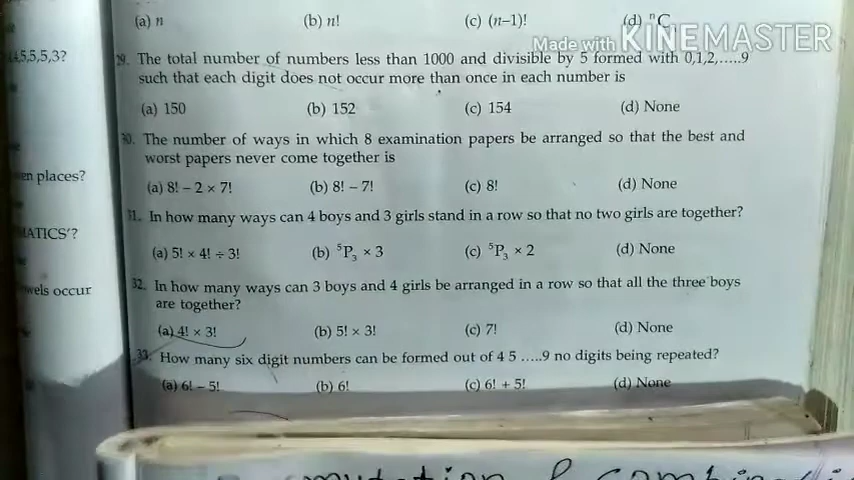 (a) n (b) n! (c) (n–1)! (d) ⁿC
Made with KINEMASTER
4,5,5,5,3?
29. The total number of numbers less than 1000 and divisible by 5 formed with 0,1,2,.....9
such that each digit does not occur more than once in each number is
(a) 150 (b) 152 (c) 154 (d) None
30. The number of ways in which 8 examination papers be arranged so that the best and
worst papers never come together is
en places?
(a) 8! – 2 × 7! (b) 8! – 7! (c) 8! (d) None
31. In how many ways can 4 boys and 3 girls stand in a row so that no two girls are together?
MATICS'?
(a) 5! × 4! ÷ 3! (b) ⁵P₃ × 3 (c) ⁵P₃ × 2 (d) None
32. In how many ways can 3 boys and 4 girls be arranged in a row so that all the three boys
wels occur
are together?
(a) 4! × 3! (b) 5! × 3! (c) 7! (d) None
33. How many six digit numbers can be formed out of 4 5 .....9 no digits being repeated?
(a) 6! – 5! (b) 6! (c) 6! + 5! (d) None